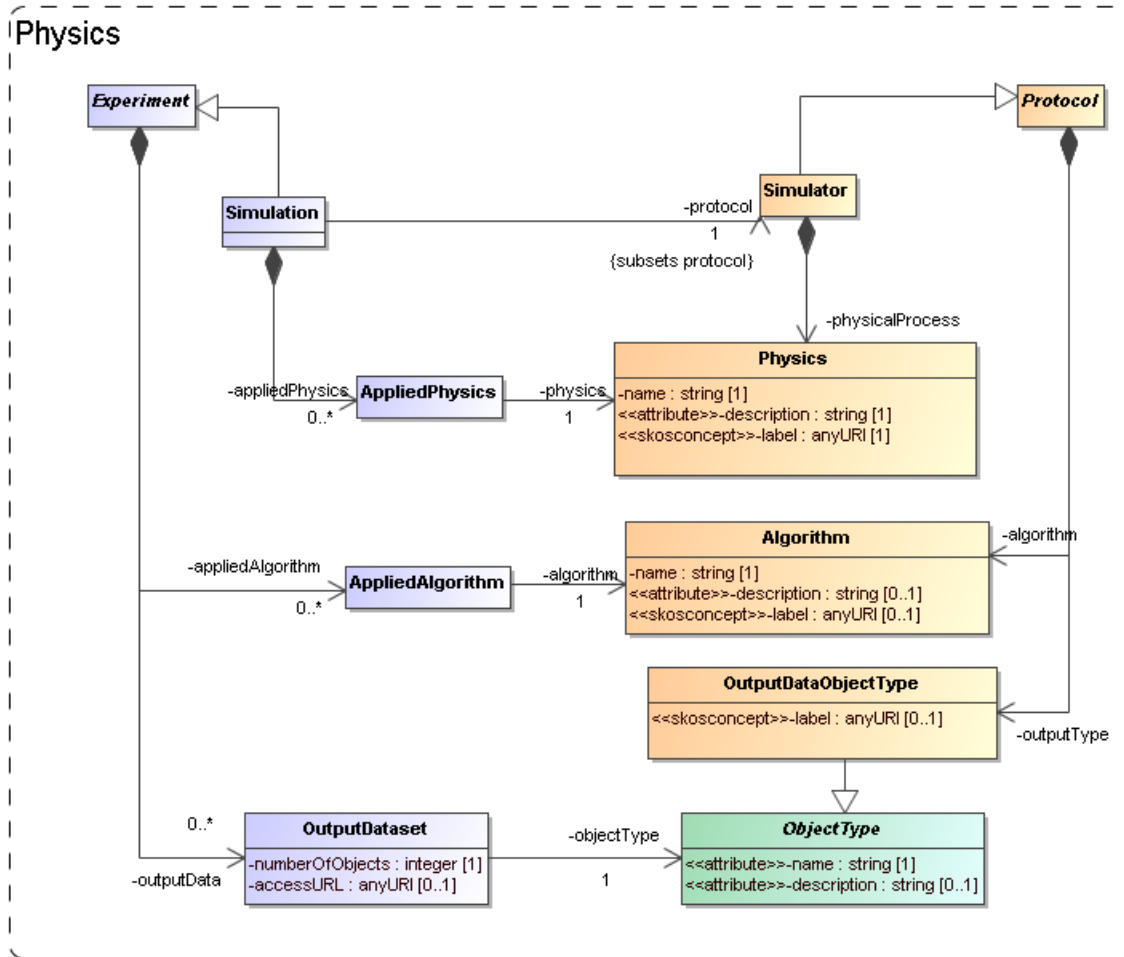 Physics
Experiment
Protocol
Simulation
Simulator
-protocol
1
{subsets protocol}
-physicalProcess
Physics
-name : string [1]
<<attribute>>-description : string [1]
<<skosconcept>>-label : anyURI [1]
-appliedPhysics
0..*
AppliedPhysics
-physics
1
Algorithm
-name : string [1]
<<attribute>>-description : string [0..1]
<<skosconcept>>-label : anyURI [0..1]
-algorithm
-appliedAlgorithm
0..*
AppliedAlgorithm
-algorithm
1
OutputDataObjectType
<<skosconcept>>-label : anyURI [0..1]
-outputType
0..*
-outputData
OutputDataset
-numberOfObjects : integer [1]
-accessURL : anyURI [0..1]
-objectType
1
ObjectType
<<attribute>>-name : string [1]
<<attribute>>-description : string [0..1]